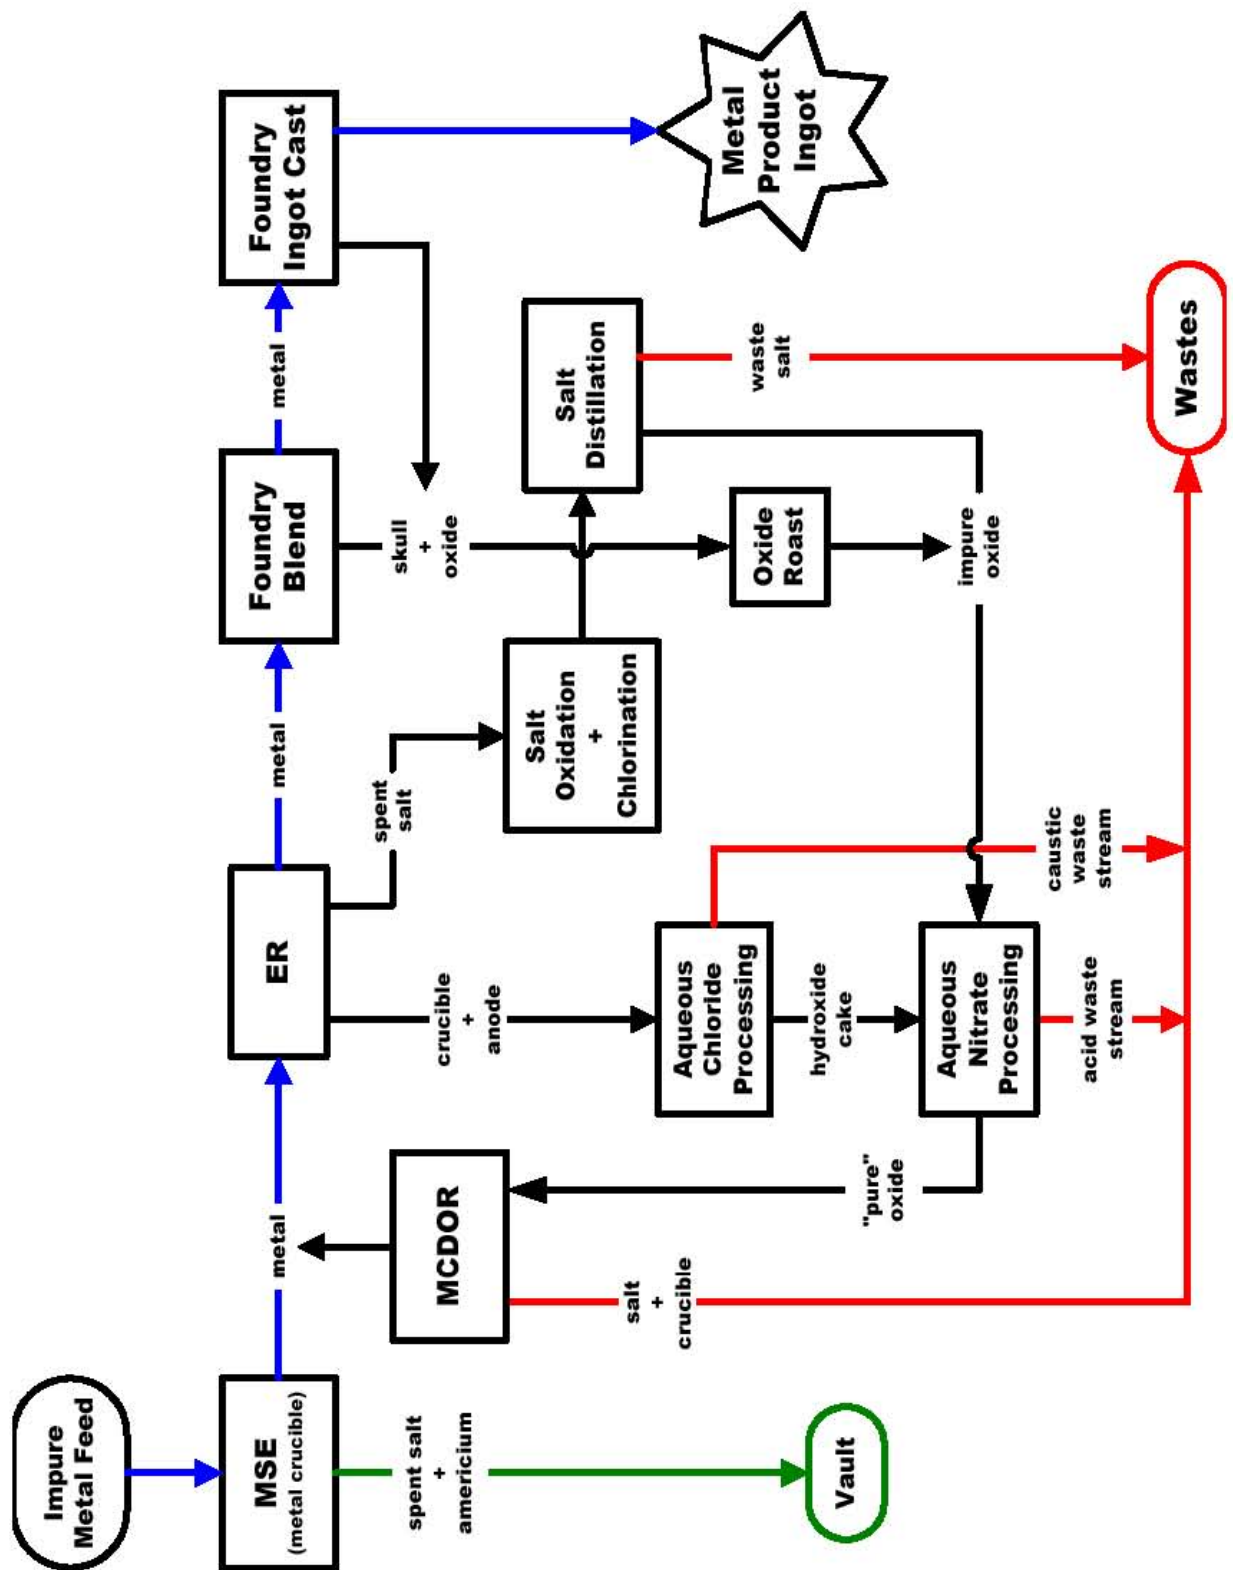 Impure
Metal Feed
MSE
(metal crucible)
metal
ER
metal
Foundry
Blend
metal
Foundry
Ingot Cast
spent salt
+
americium
MCDOR
crucible
+
anode
spent
salt
skull
+
oxide
Salt
Oxidation
+
Chlorination
Salt
Distillation
Metal
Product
Ingot
salt
+
crucible
Aqueous
Chloride
Processing
Oxide
Roast
waste
salt
Vault
"pure"
oxide
hydroxide
cake
Aqueous
Nitrate
Processing
impure
oxide
acid waste
stream
caustic
waste
stream
Wastes